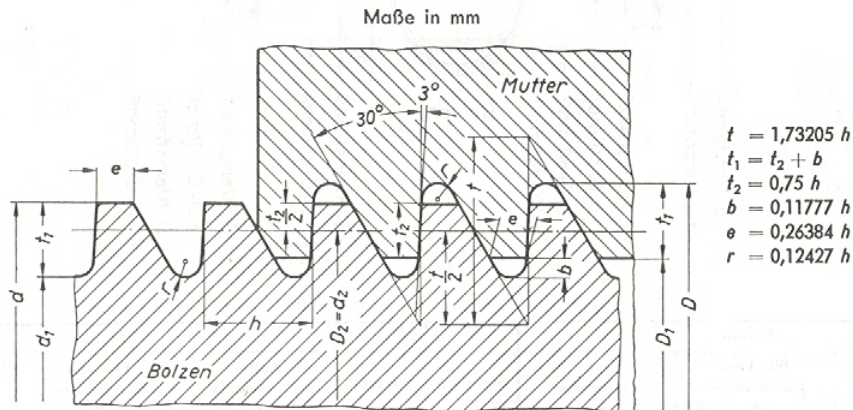 Maße in mm
Mutter
3°
30°
e
t
r
t₂/2
t₂
e
t₁
t₁
r
t/2
b
d
d₁
h
D₂ = d₂
D₁
D
Bolzen
t = 1,73205 h
t₁ = t₂ + b
t₂ = 0,75 h
b = 0,11777 h
e = 0,26384 h
r = 0,12427 h